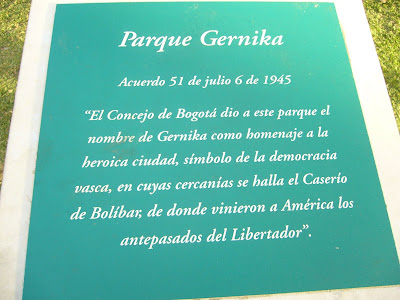 Parque Gernika
Acuerdo 51 de julio 6 de 1945
“El Concejo de Bogotá dio a este parque el
nombre de Gernika como homenaje a la
heroica ciudad, símbolo de la democracia
vasca, en cuyas cercanías se halla el Caserío
de Bolíbar, de donde vinieron a América los
antepasados del Libertador”.